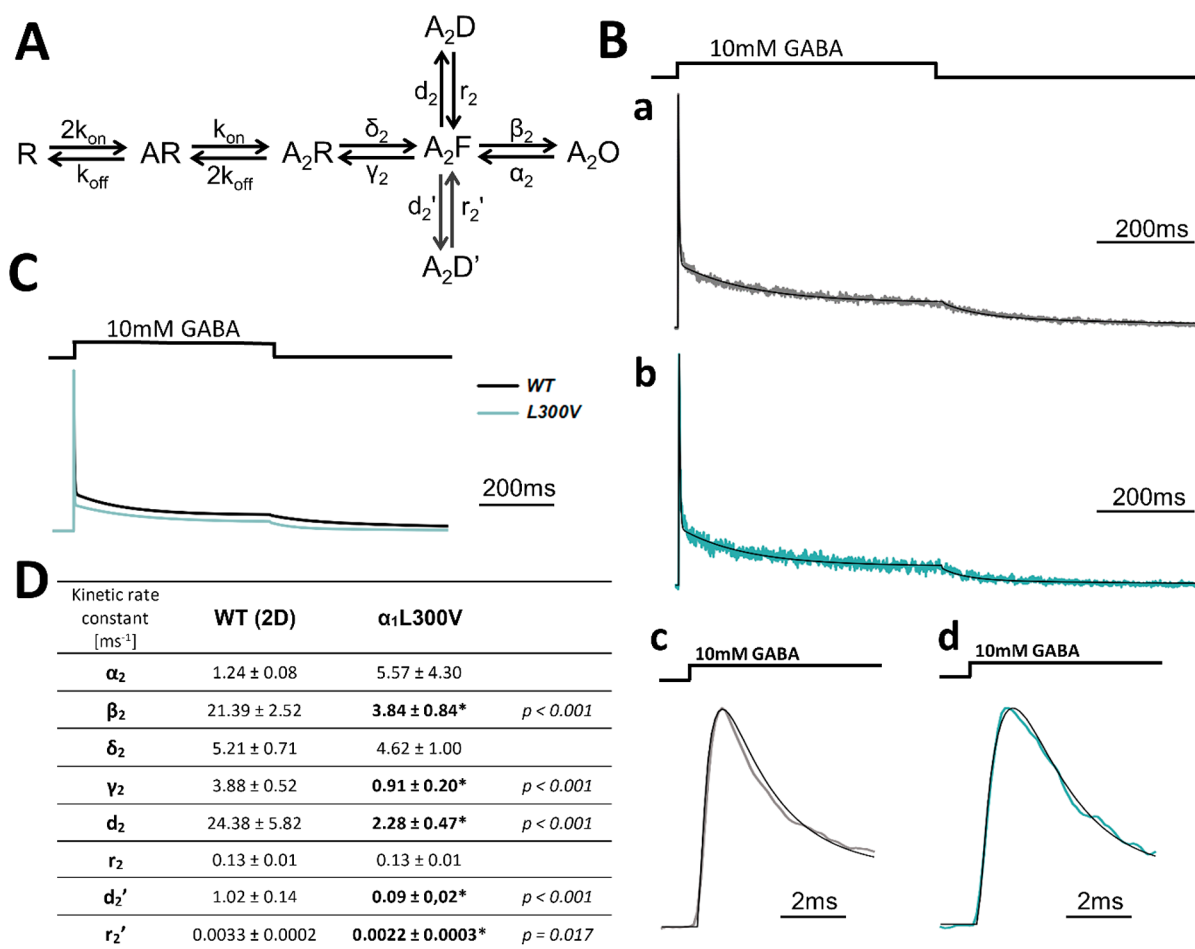 A
A₂D
d₂ r₂
2kon kon δ₂ β₂
R AR A₂R A₂F A₂O
koff 2koff γ₂ α₂
d₂' r₂'
A₂D'
B
10mM GABA
a
200ms
b
200ms
c
10mM GABA
2ms
d
10mM GABA
2ms
C
10mM GABA
WT
L300V
200ms
D
Kinetic rate
constant
[ms⁻¹]
WT (2D) α₁L300V
α₂ 1.24 ± 0.08 5.57 ± 4.30
β₂ 21.39 ± 2.52 3.84 ± 0.84* p < 0.001
δ₂ 5.21 ± 0.71 4.62 ± 1.00
γ₂ 3.88 ± 0.52 0.91 ± 0.20* p < 0.001
d₂ 24.38 ± 5.82 2.28 ± 0.47* p < 0.001
r₂ 0.13 ± 0.01 0.13 ± 0.01
d₂' 1.02 ± 0.14 0.09 ± 0,02* p < 0.001
r₂' 0.0033 ± 0.0002 0.0022 ± 0.0003* p = 0.017